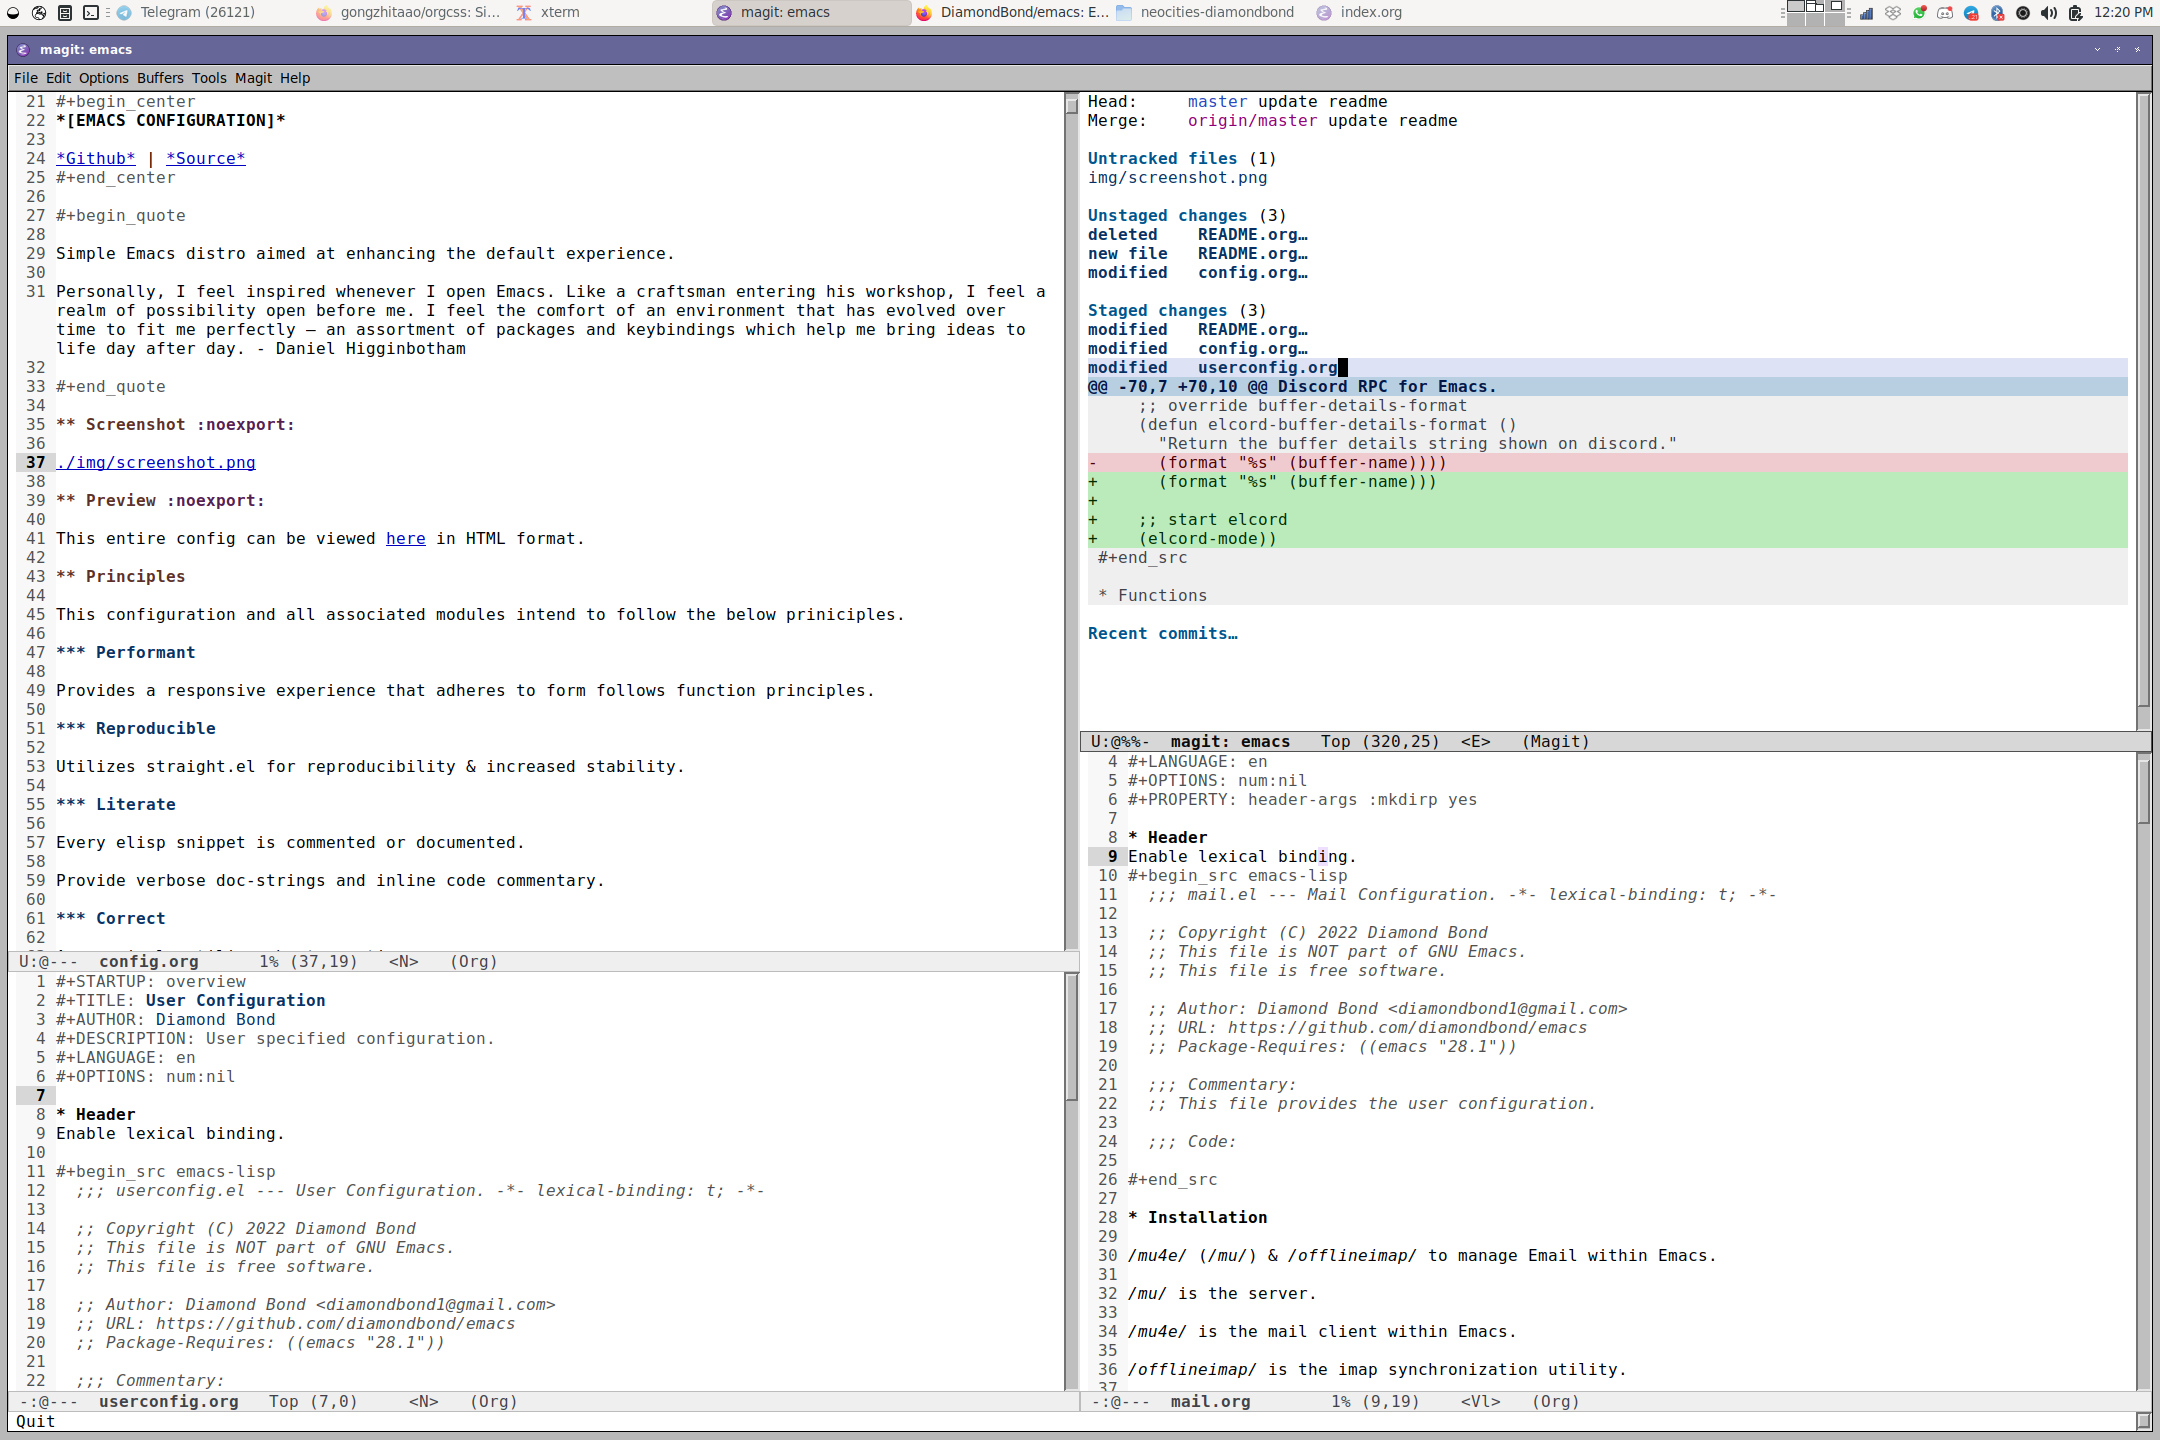 Telegram (26121)
gongzhitaao/orgcss: Si...
xterm
magit: emacs
DiamondBond/emacs: E...
neocities-diamondbond
index.org
12:20 PM
magit: emacs
File Edit Options Buffers Tools Magit Help
21 #+begin_center
22 *[EMACS CONFIGURATION]*
23
24 *Github* | *Source*
25 #+end_center
26
27 #+begin_quote
28
29 Simple Emacs distro aimed at enhancing the default experience.
30
31 Personally, I feel inspired whenever I open Emacs. Like a craftsman entering his workshop, I feel a
realm of possibility open before me. I feel the comfort of an environment that has evolved over
time to fit me perfectly – an assortment of packages and keybindings which help me bring ideas to
life day after day. - Daniel Higginbotham
32
33 #+end_quote
34
35 ** Screenshot :noexport:
36
37 ./img/screenshot.png
38
39 ** Preview :noexport:
40
41 This entire config can be viewed here in HTML format.
42
43 ** Principles
44
45 This configuration and all associated modules intend to follow the below priniciples.
46
47 *** Performant
48
49 Provides a responsive experience that adheres to form follows function principles.
50
51 *** Reproducible
52
53 Utilizes straight.el for reproducibility & increased stability.
54
55 *** Literate
56
57 Every elisp snippet is commented or documented.
58
59 Provide verbose doc-strings and inline code commentary.
60
61 *** Correct
62
U:@--- config.org 1% (37,19) <N> (Org)
1 #+STARTUP: overview
2 #+TITLE: User Configuration
3 #+AUTHOR: Diamond Bond
4 #+DESCRIPTION: User specified configuration.
5 #+LANGUAGE: en
6 #+OPTIONS: num:nil
7
8 * Header
9 Enable lexical binding.
10
11 #+begin_src emacs-lisp
12 ;;; userconfig.el --- User Configuration. -*- lexical-binding: t; -*-
13
14 ;; Copyright (C) 2022 Diamond Bond
15 ;; This file is NOT part of GNU Emacs.
16 ;; This file is free software.
17
18 ;; Author: Diamond Bond <diamondbond1@gmail.com>
19 ;; URL: https://github.com/diamondbond/emacs
20 ;; Package-Requires: ((emacs "28.1"))
21
22 ;;; Commentary:
-:@--- userconfig.org Top (7,0) <N> (Org)
Quit
Head: master update readme
Merge: origin/master update readme
Untracked files (1)
img/screenshot.png
Unstaged changes (3)
deleted README.org…
new file README.org…
modified config.org…
Staged changes (3)
modified README.org…
modified config.org…
modified userconfig.org
@@ -70,7 +70,10 @@ Discord RPC for Emacs.
;; override buffer-details-format
(defun elcord-buffer-details-format ()
"Return the buffer details string shown on discord."
- (format "%s" (buffer-name))))
+ (format "%s" (buffer-name)))
+
+ ;; start elcord
+ (elcord-mode))
#+end_src
* Functions
Recent commits…
U:@%%- magit: emacs Top (320,25) <E> (Magit)
4 #+LANGUAGE: en
5 #+OPTIONS: num:nil
6 #+PROPERTY: header-args :mkdirp yes
7
8 * Header
9 Enable lexical binding.
10 #+begin_src emacs-lisp
11 ;;; mail.el --- Mail Configuration. -*- lexical-binding: t; -*-
12
13 ;; Copyright (C) 2022 Diamond Bond
14 ;; This file is NOT part of GNU Emacs.
15 ;; This file is free software.
16
17 ;; Author: Diamond Bond <diamondbond1@gmail.com>
18 ;; URL: https://github.com/diamondbond/emacs
19 ;; Package-Requires: ((emacs "28.1"))
20
21 ;;; Commentary:
22 ;; This file provides the user configuration.
23
24 ;;; Code:
25
26 #+end_src
27
28 * Installation
29
30 /mu4e/ (/mu/) & /offlineimap/ to manage Email within Emacs.
31
32 /mu/ is the server.
33
34 /mu4e/ is the mail client within Emacs.
35
36 /offlineimap/ is the imap synchronization utility.
37
-:@--- mail.org 1% (9,19) <Vl> (Org)